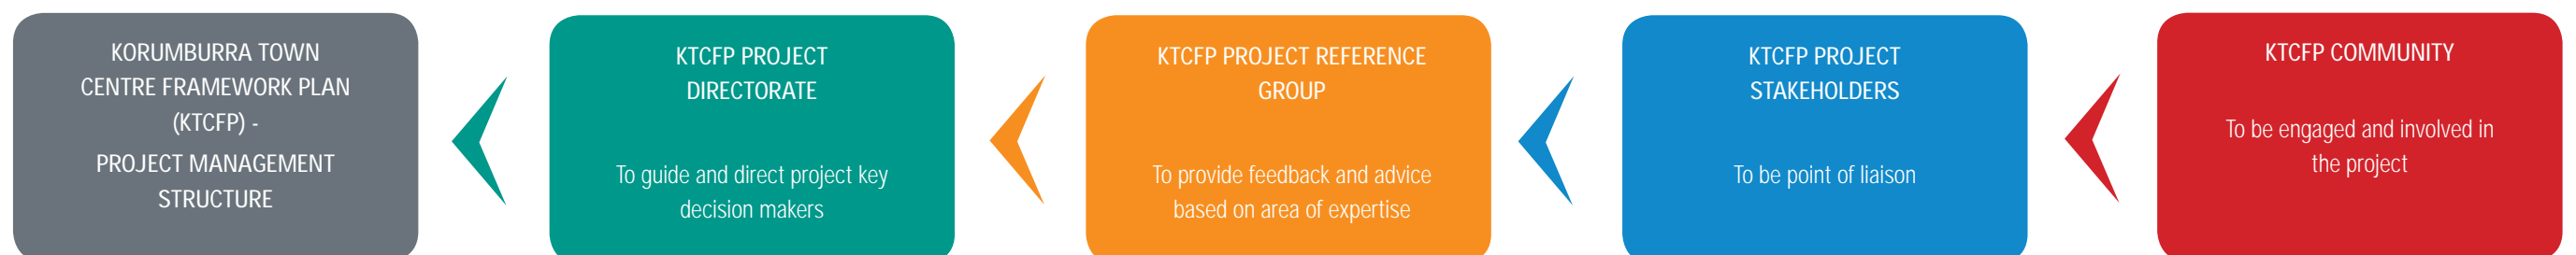 KORUMBURRA TOWN
CENTRE FRAMEWORK PLAN
(KTCFP) -
PROJECT MANAGEMENT
STRUCTURE
KTCFP PROJECT
DIRECTORATE
To guide and direct project key
decision makers
KTCFP PROJECT REFERENCE
GROUP
To provide feedback and advice
based on area of expertise
KTCFP PROJECT
STAKEHOLDERS
To be point of liaison
KTCFP COMMUNITY
To be engaged and involved in
the project